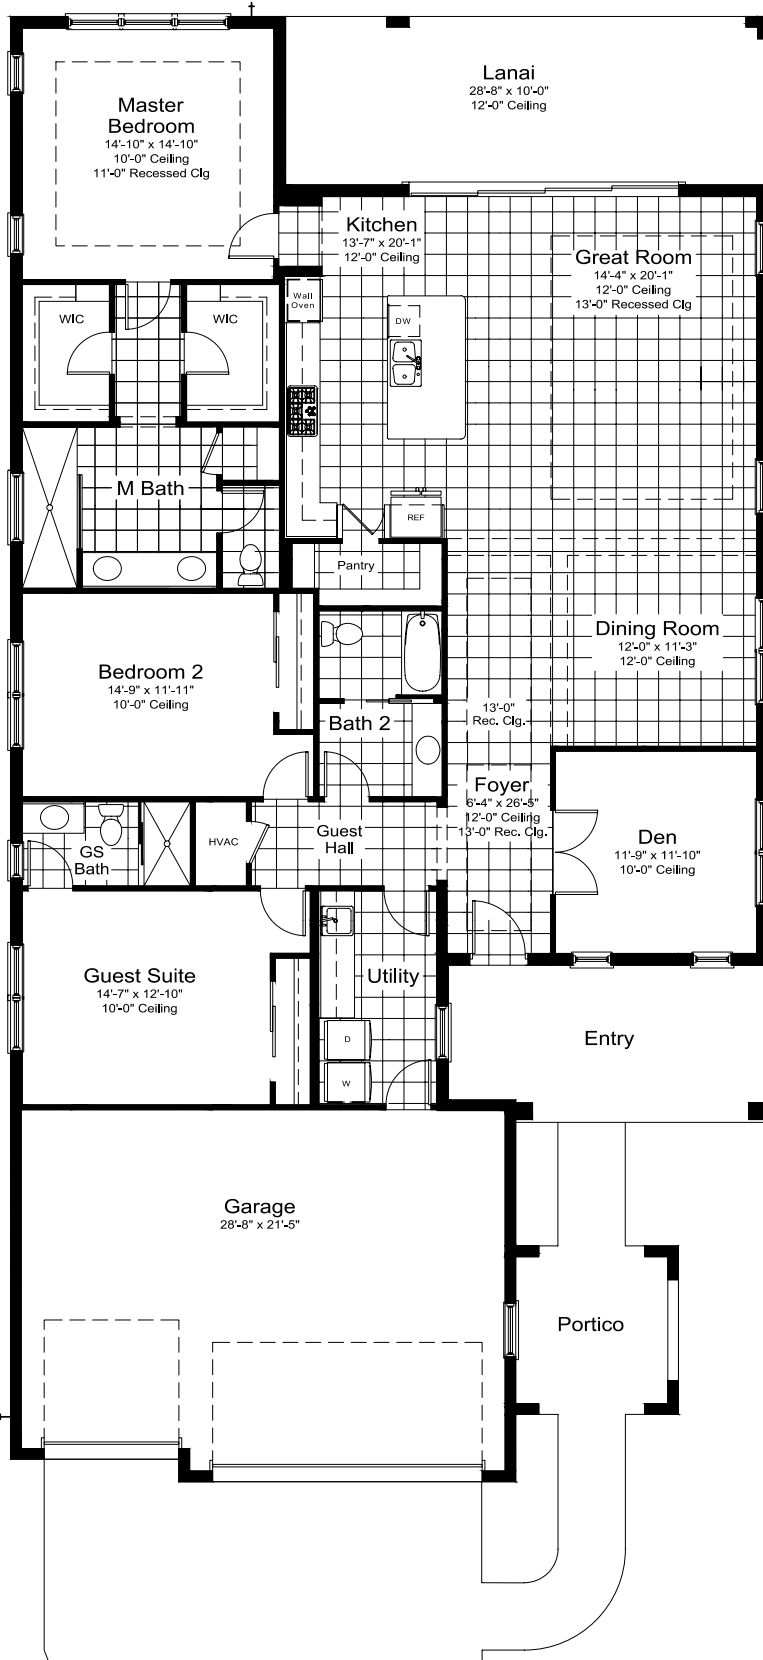 Lanai
28'-8" x 10'-0"
12'-0" Ceiling
Master
Bedroom
14'-10" x 14'-10"
10'-0" Ceiling
11'-0" Recessed Clg
Kitchen
13'-7" x 20'-1"
12'-0" Ceiling
Great Room
14'-4" x 20'-1"
12'-0" Ceiling
13'-0" Recessed Clg
Wall
Oven
WIC
WIC
DW
M Bath
REF
Pantry
Dining Room
12'-0" x 11'-3"
12'-0" Ceiling
Bedroom 2
14'-9" x 11'-11"
10'-0" Ceiling
13'-0"
Rec. Clg.
Bath 2
Foyer
6'-4" x 26'-5"
12'-0" Ceiling
13'-0" Rec. Clg.
Guest
Hall
HVAC
GS
Bath
Den
11'-9" x 11'-10"
10'-0" Ceiling
Guest Suite
14'-7" x 12'-10"
10'-0" Ceiling
Utility
D
W
Entry
Garage
28'-8" x 21'-5"
Portico